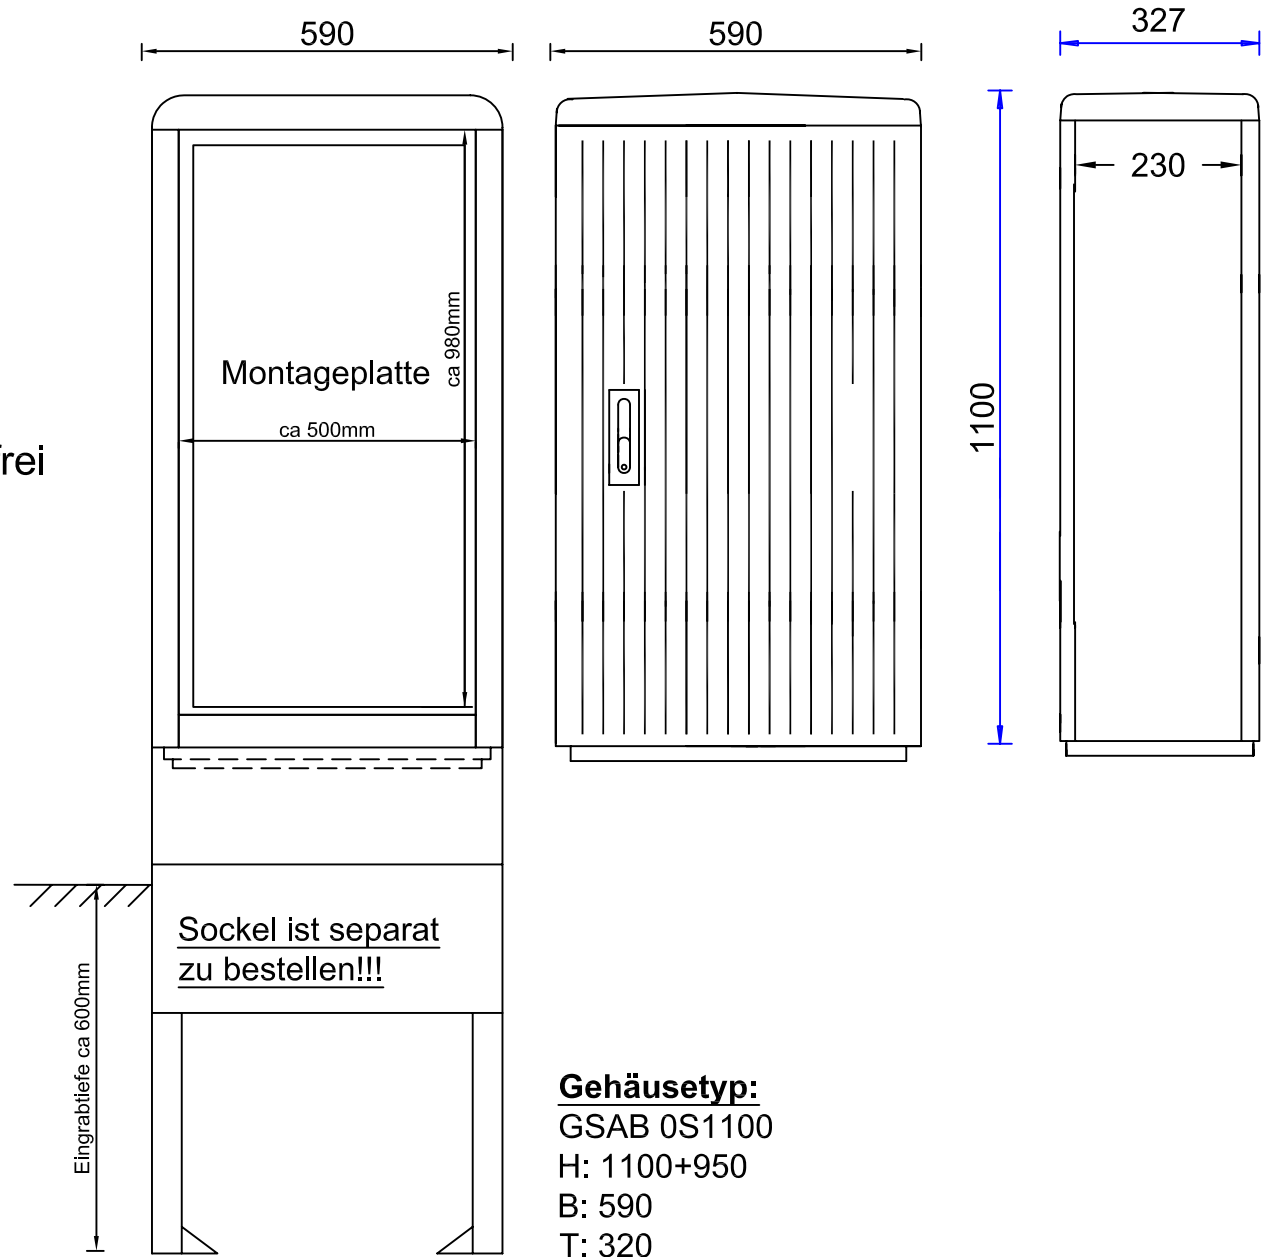 590
590
327
230
ca 980mm
Montageplatte
ca 500mm
1100
frei
Sockel ist separat
zu bestellen!!!
Eingrabtiefe ca 600mm
Gehäusetyp:
GSAB 0S1100
H: 1100+950
B: 590
T: 320